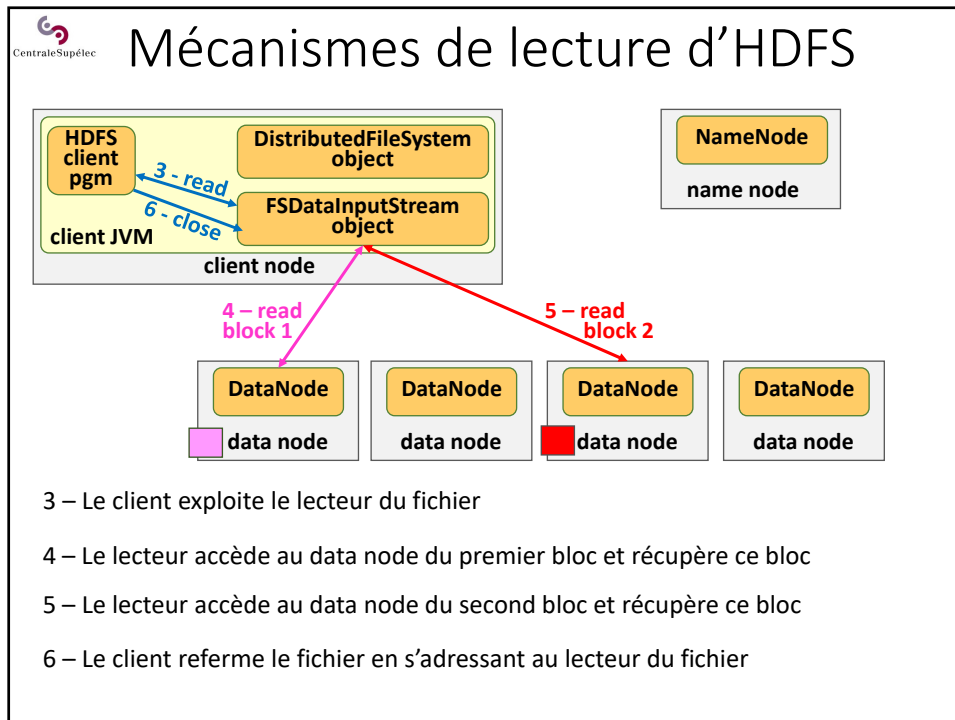 CentraleSupélec
Mécanismes de lecture d’HDFS
HDFS
client
pgm
DistributedFileSystem
object
3 - read
FSDataInputStream
object
6 - close
client JVM
client node
NameNode
name node
4 – read
block 1
5 – read
block 2
DataNode
data node
DataNode
data node
DataNode
data node
DataNode
data node
3 – Le client exploite le lecteur du fichier
4 – Le lecteur accède au data node du premier bloc et récupère ce bloc
5 – Le lecteur accède au data node du second bloc et récupère ce bloc
6 – Le client referme le fichier en s’adressant au lecteur du fichier